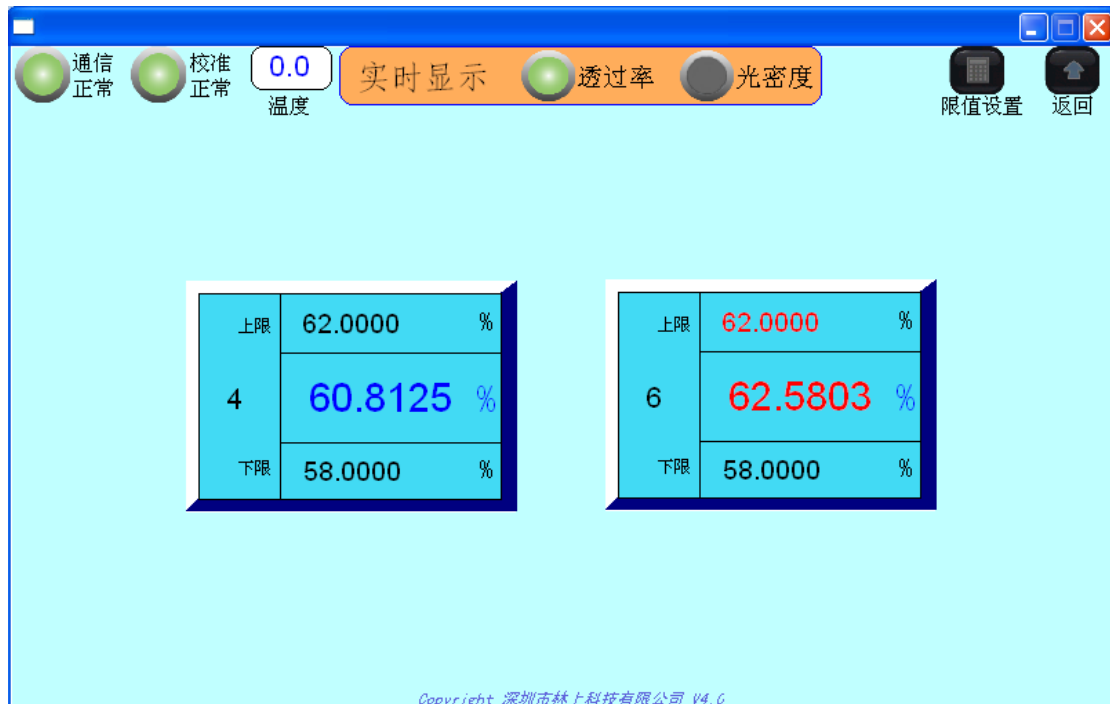 通信
正常
校准
正常
0.0
温度
实时显示
透过率
光密度
限值设置
返回
上限 62.0000 %
4 60.8125 %
下限 58.0000 %
上限 62.0000 %
6 62.5803 %
下限 58.0000 %
Copyright 深圳市林上科技有限公司